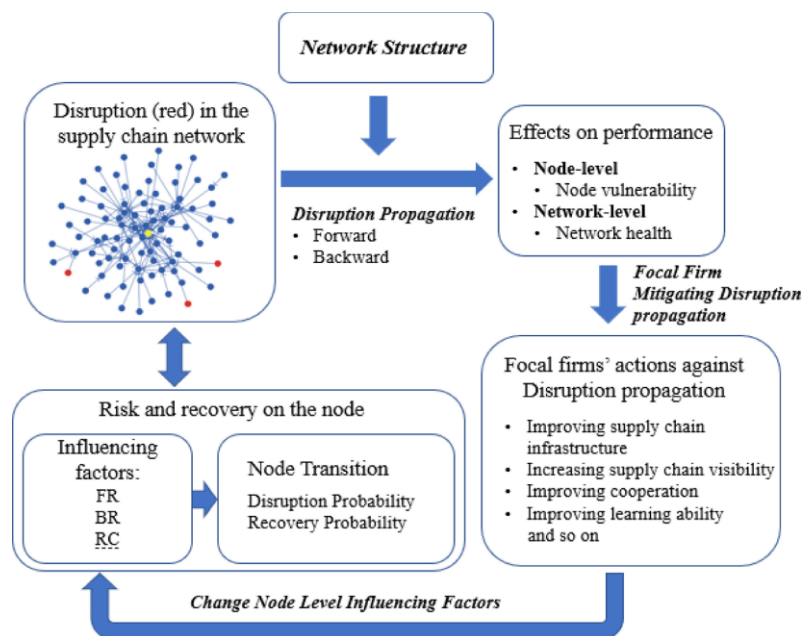 Network Structure
Disruption (red) in the
supply chain network
Disruption Propagation
• Forward
• Backward
Effects on performance
• Node-level
• Node vulnerability
• Network-level
• Network health
Focal Firm
Mitigating Disruption
propagation
Focal firms' actions against
Disruption propagation
• Improving supply chain
infrastructure
• Increasing supply chain visibility
• Improving cooperation
• Improving learning ability
and so on
Risk and recovery on the node
Influencing
factors:
FR
BR
RC
Node Transition
Disruption Probability
Recovery Probability
Change Node Level Influencing Factors